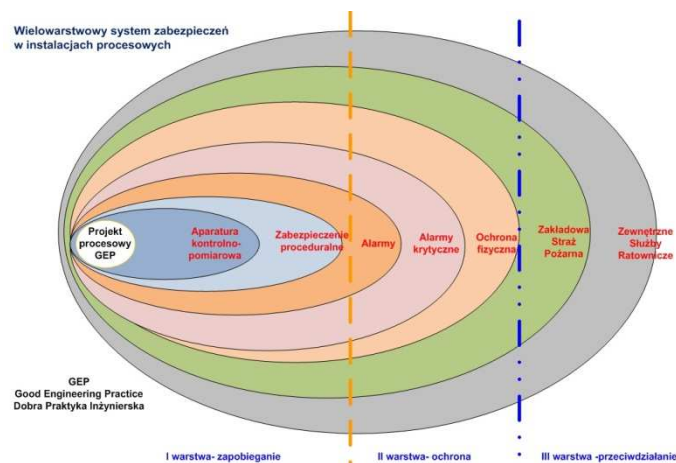 Wielowarstwowy system zabezpieczeń
w instalacjach procesowych
Projekt
procesowy
GEP
Aparatura
kontrolno-
pomiarowa
Zabezpieczenie
proceduralne
Alarmy
Alarmy
krytyczne
Ochrona
fizyczna
Zakładowa
Straż
Pożarna
Zewnętrzne
Służby
Ratownicze
GEP
Good Engineering Practice
Dobra Praktyka Inżynierska
I warstwa- zapobieganie
II warstwa- ochrona
III warstwa -przeciwdziałanie